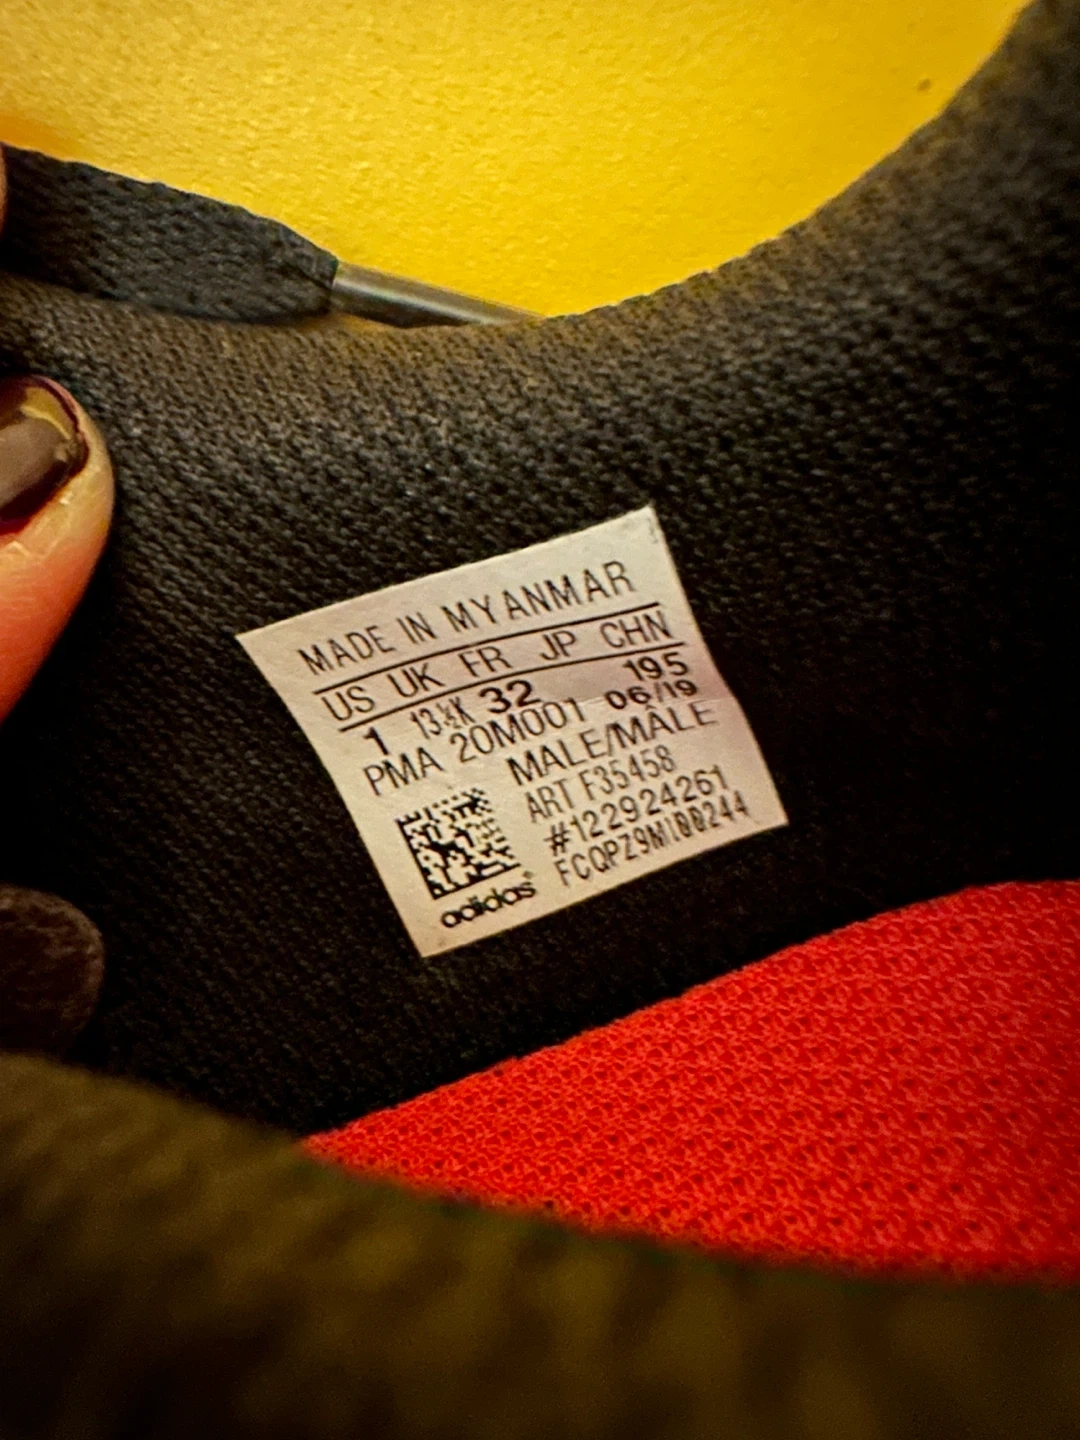 MADE IN MYANMAR
US UK FR JP CHN
1 13½K 32 195
PMA 20M001 06/19
MALE/MÂLE
ART F35458
#122924261
FCQPZ9M100244
adidas